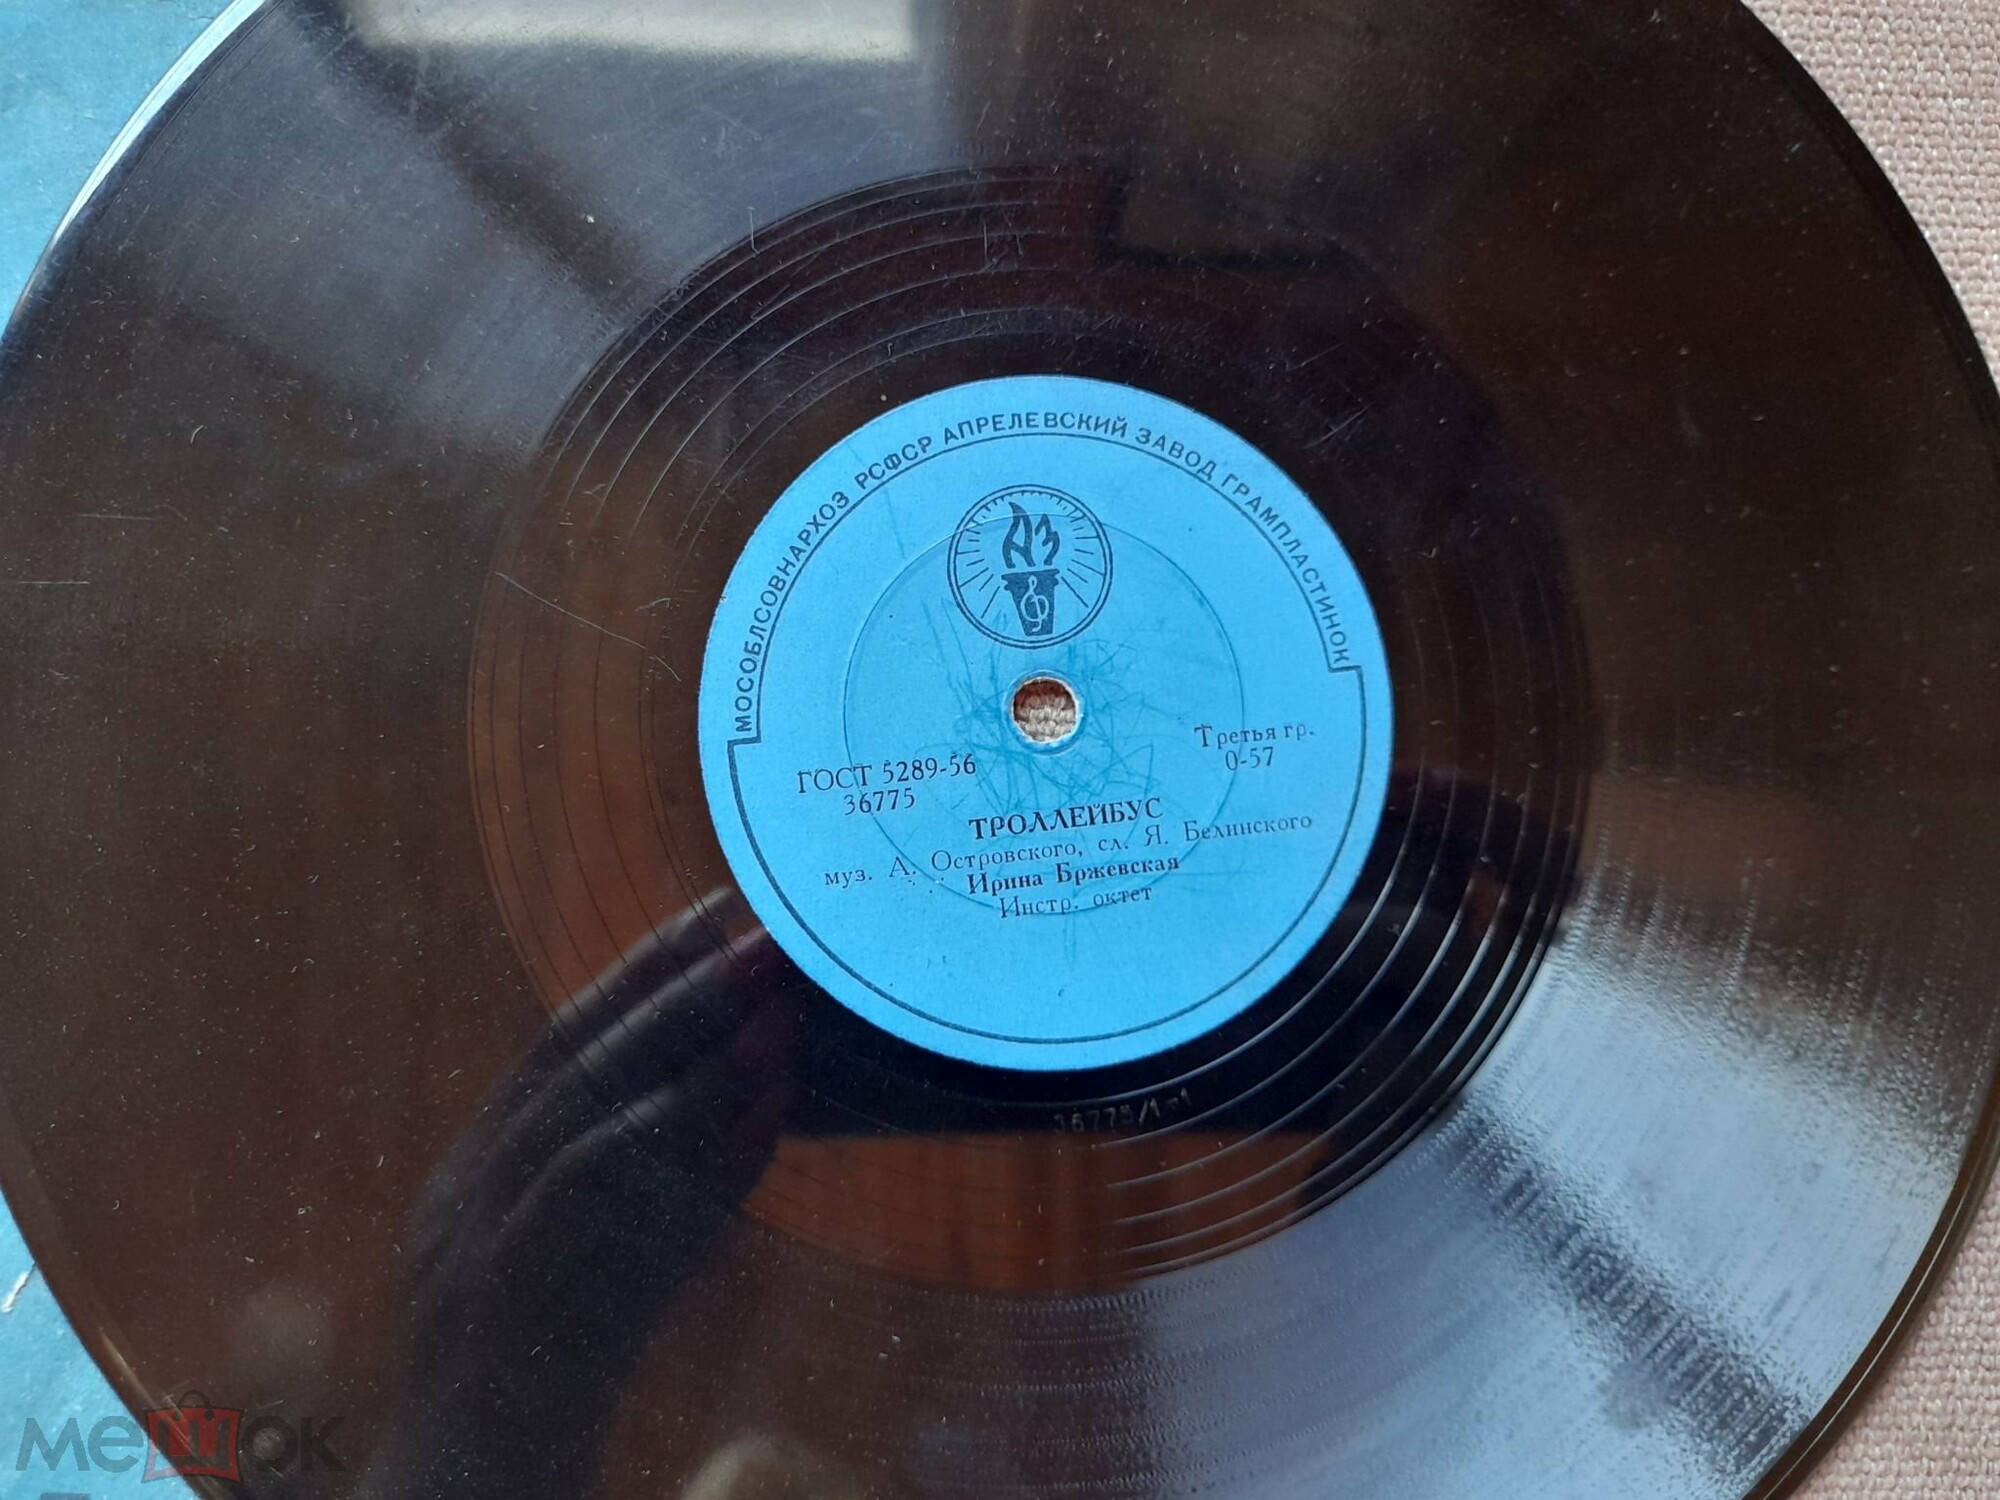 МОСОБЛСОВНАРХОЗ РСФСР АПРЕЛЕВСКИЙ ЗАВОД ГРАМПЛАСТИНОК
АЗ
ГОСТ 5289-56
36775
Третья гр.
0-57
ТРОЛЛЕЙБУС
муз. А. Островского, сл. Я. Белинского
Ирина Бржевская
Инстр. октет
36775/1-1
мешок